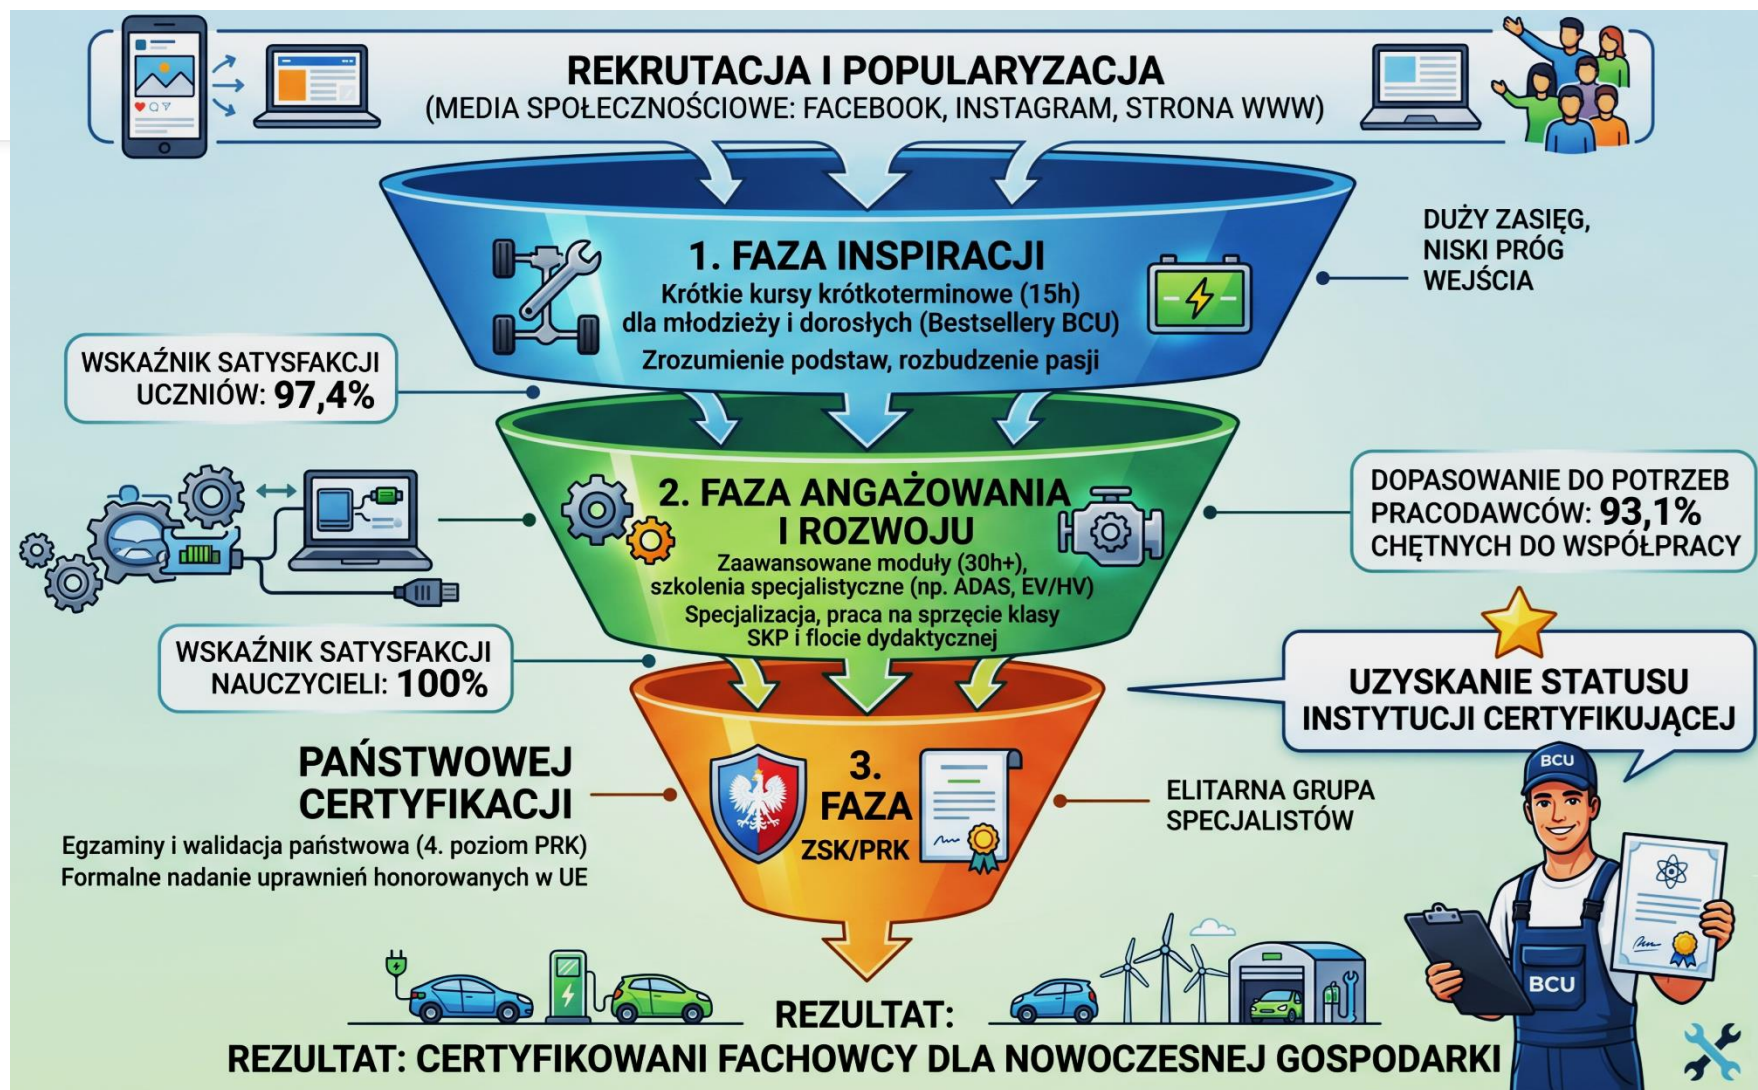 REKRUTACJA I POPULARYZACJA
(MEDIA SPOŁECZNOŚCIOWE: FACEBOOK, INSTAGRAM, STRONA WWW)
1. FAZA INSPIRACJI
Krótkie kursy krótkoterminowe (15h)
dla młodzieży i dorosłych (Bestsellery BCU)
Zrozumienie podstaw, rozbudzenie pasji
DUŻY ZASIĘG,
NISKI PRÓG
WEJŚCIA
WSKAŹNIK SATYSFAKCJI
UCZNIÓW: 97,4%
2. FAZA ANGAŻOWANIA
I ROZWOJU
Zaawansowane moduły (30h+),
szkolenia specjalistyczne (np. ADAS, EV/HV)
Specjalizacja, praca na sprzęcie klasy
SKP i flocie dydaktycznej
DOPASOWANIE DO POTRZEB
PRACODAWCÓW: 93,1%
CHĘTNYCH DO WSPÓŁPRACY
WSKAŹNIK SATYSFAKCJI
NAUCZYCIELI: 100%
UZYSKANIE STATUSU
INSTYTUCJI CERTYFIKUJĄCEJ
PAŃSTWOWEJ
CERTYFIKACJI
Egzaminy i walidacja państwowa (4. poziom PRK)
Formalne nadanie uprawnień honorowanych w UE
3.
FAZA
ZSK/PRK
ELITARNA GRUPA
SPECJALISTÓW
BCU
BCU
REZULTAT:
REZULTAT: CERTYFIKOWANI FACHOWCY DLA NOWOCZESNEJ GOSPODARKI